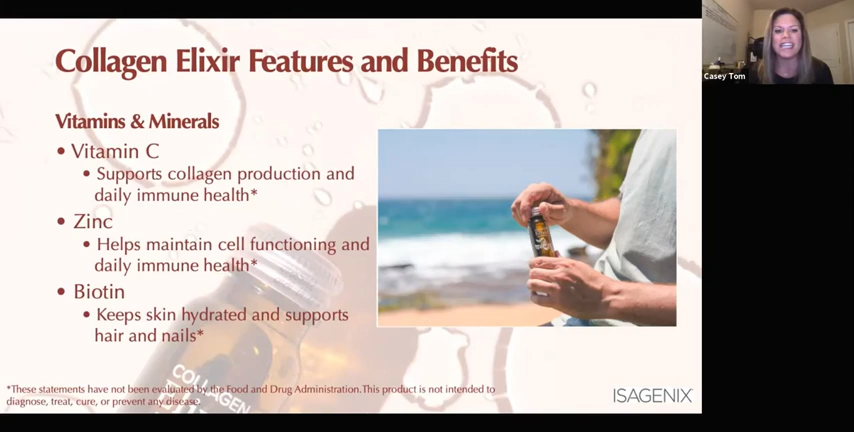 Collagen Elixir Features and Benefits
Casey Tom
Vitamins & Minerals
• Vitamin C
• Supports collagen production and
daily immune health*
• Zinc
• Helps maintain cell functioning and
daily immune health*
• Biotin
• Keeps skin hydrated and supports
hair and nails*
COLLAGEN
*These statements have not been evaluated by the Food and Drug Administration.This product is not intended to
diagnose, treat, cure, or prevent any disease.
ISAGENIX